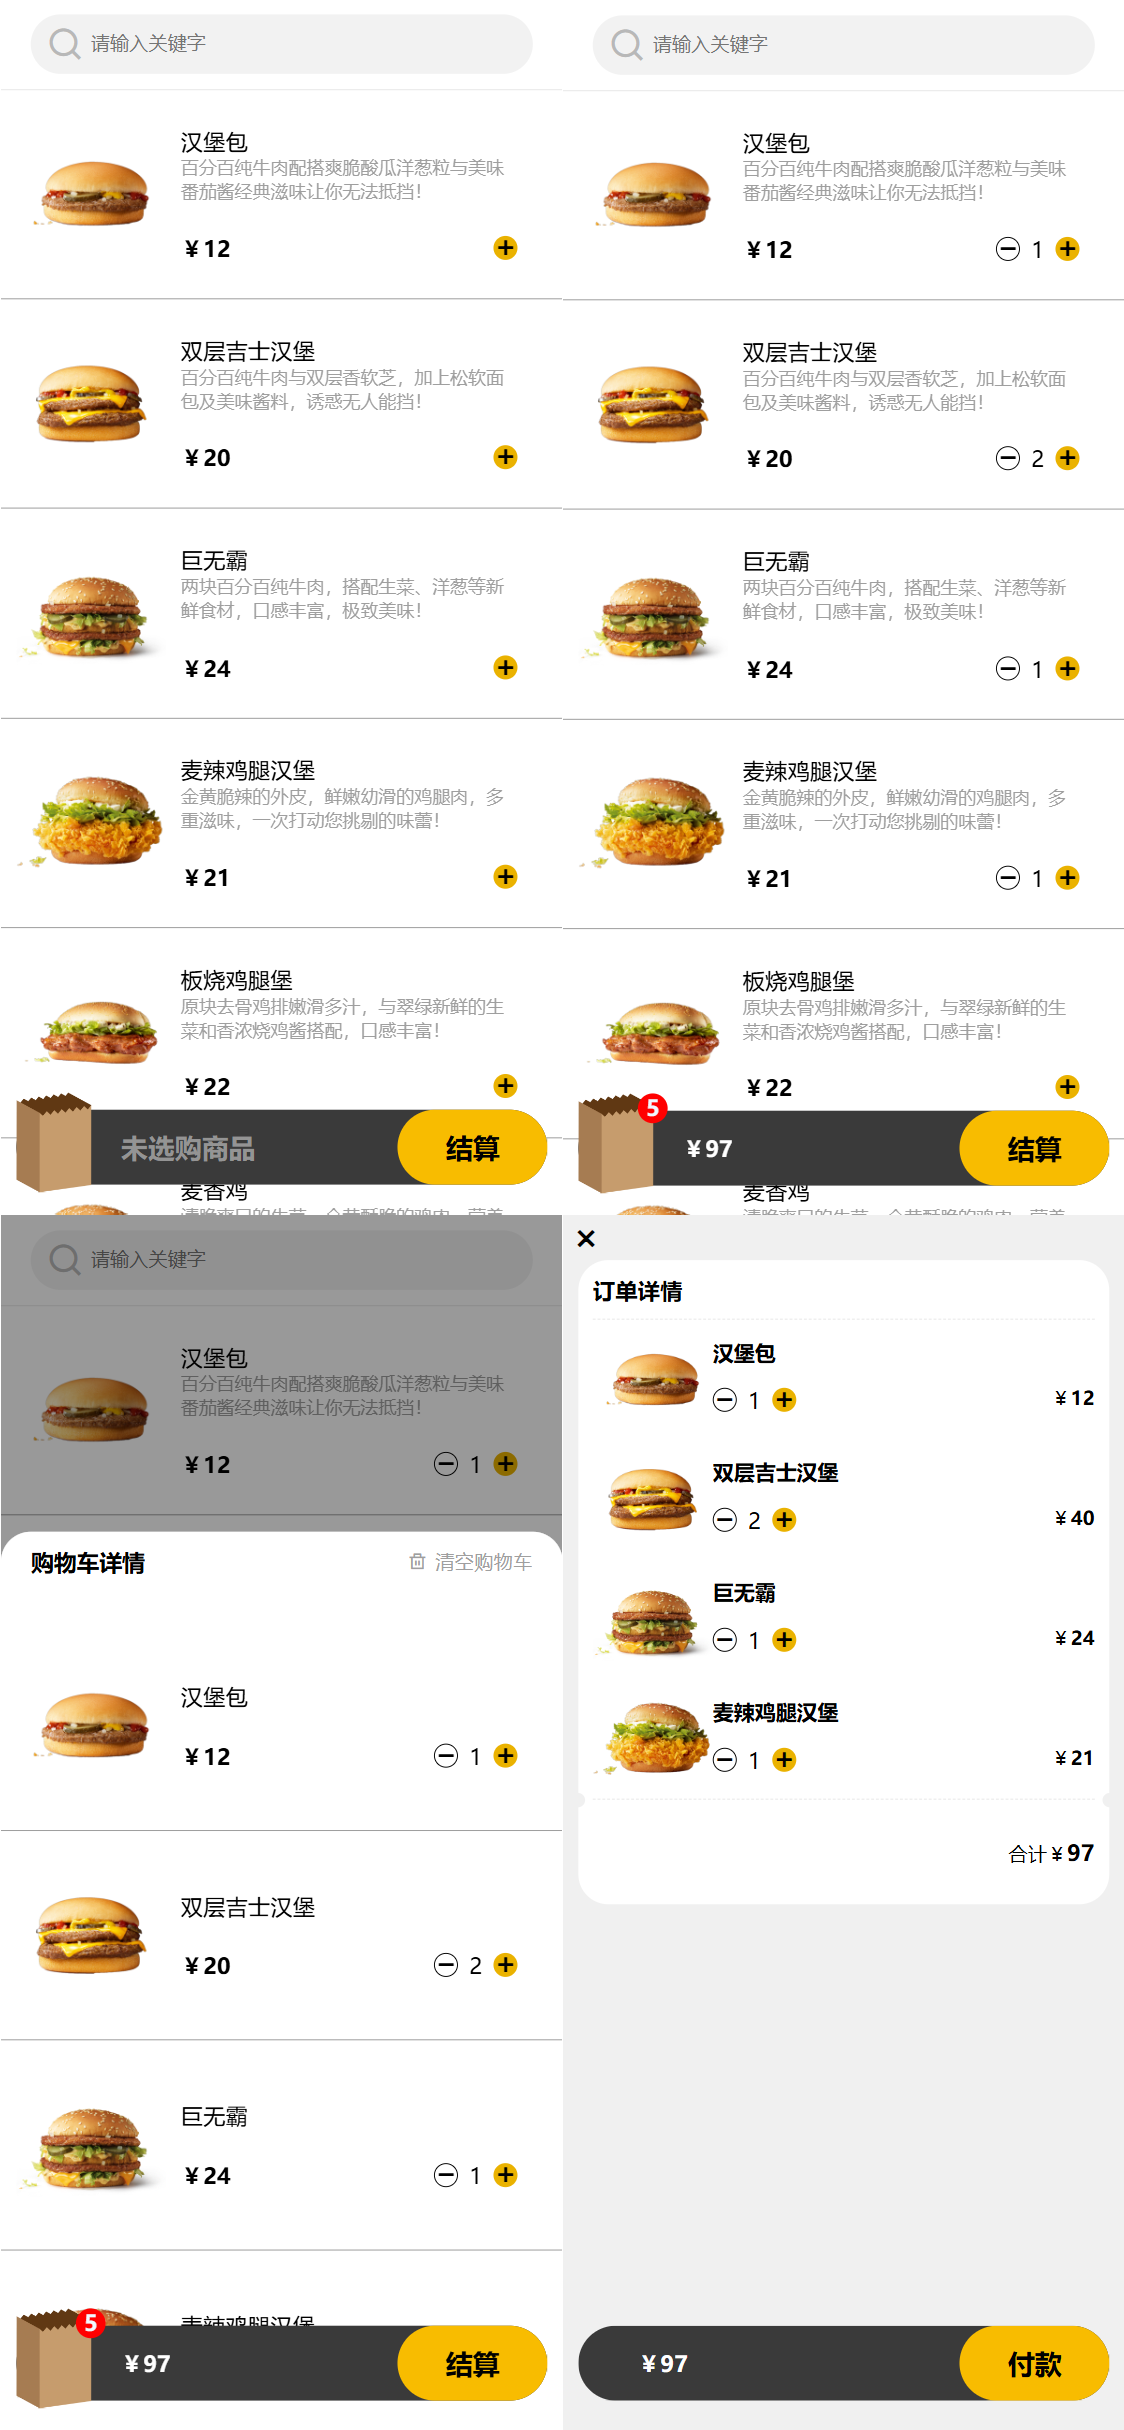 请输入关键字
汉堡包
百分百纯牛肉配搭爽脆酸瓜洋葱粒与美味
番茄酱经典滋味让你无法抵挡!
¥12
双层吉士汉堡
百分百纯牛肉与双层香软芝，加上松软面
包及美味酱料，诱惑无人能挡!
¥20
巨无霸
两块百分百纯牛肉，搭配生菜、洋葱等新
鲜食材，口感丰富，极致美味!
¥24
麦辣鸡腿汉堡
金黄脆辣的外皮，鲜嫩幼滑的鸡腿肉，多
重滋味，一次打动您挑剔的味蕾!
¥21
板烧鸡腿堡
原块去骨鸡排嫩滑多汁，与翠绿新鲜的生
菜和香浓烧鸡酱搭配，口感丰富!
¥22
未选购商品
结算
麦香鸡
请输入关键字
汉堡包
百分百纯牛肉配搭爽脆酸瓜洋葱粒与美味
番茄酱经典滋味让你无法抵挡!
¥12
1
双层吉士汉堡
百分百纯牛肉与双层香软芝，加上松软面
包及美味酱料，诱惑无人能挡!
¥20
2
巨无霸
两块百分百纯牛肉，搭配生菜、洋葱等新
鲜食材，口感丰富，极致美味!
¥24
1
麦辣鸡腿汉堡
金黄脆辣的外皮，鲜嫩幼滑的鸡腿肉，多
重滋味，一次打动您挑剔的味蕾!
¥21
1
板烧鸡腿堡
原块去骨鸡排嫩滑多汁，与翠绿新鲜的生
菜和香浓烧鸡酱搭配，口感丰富!
¥22
5
¥97
结算
麦香鸡
请输入关键字
汉堡包
百分百纯牛肉配搭爽脆酸瓜洋葱粒与美味
番茄酱经典滋味让你无法抵挡!
¥12
1
购物车详情
清空购物车
汉堡包
¥12
1
双层吉士汉堡
¥20
2
巨无霸
¥24
1
麦辣鸡腿汉堡
5
¥97
结算
订单详情
汉堡包
1
¥12
双层吉士汉堡
2
¥40
巨无霸
1
¥24
麦辣鸡腿汉堡
1
¥21
合计¥97
¥97
付款